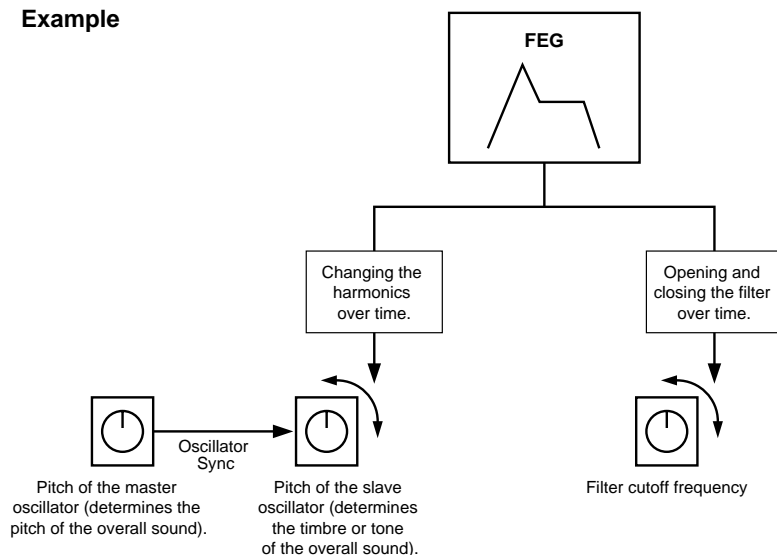 Example
FEG
Changing the
harmonics
over time.
Opening and
closing the filter
over time.
Oscillator
Sync
Pitch of the master
oscillator (determines the
pitch of the overall sound).
Pitch of the slave
oscillator (determines
the timbre or tone
of the overall sound).
Filter cutoff frequency